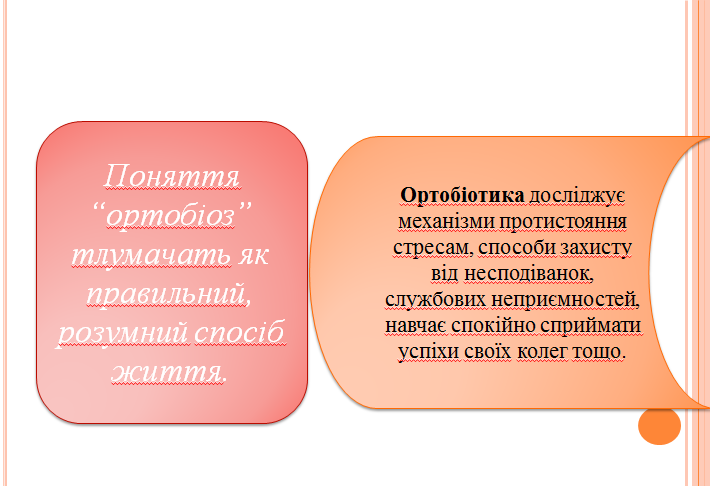 Поняття
“ортобіоз”
тлумачать як
правильний,
розумний спосіб
життя.
Ортобіотика досліджує
механізми протистояння
стресам, способи захисту
від несподіванок,
службових неприємностей,
навчає спокійно сприймати
успіхи своїх колег тощо.